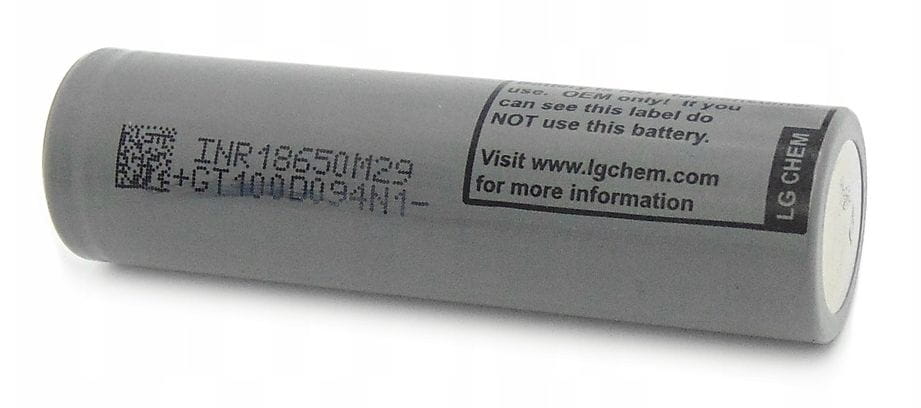 INR18650M29
+GT100D094N1-
use. OEM only! If you
can see this label do
NOT use this battery.
Visit www.lgchem.com
for more information
LG CHEM